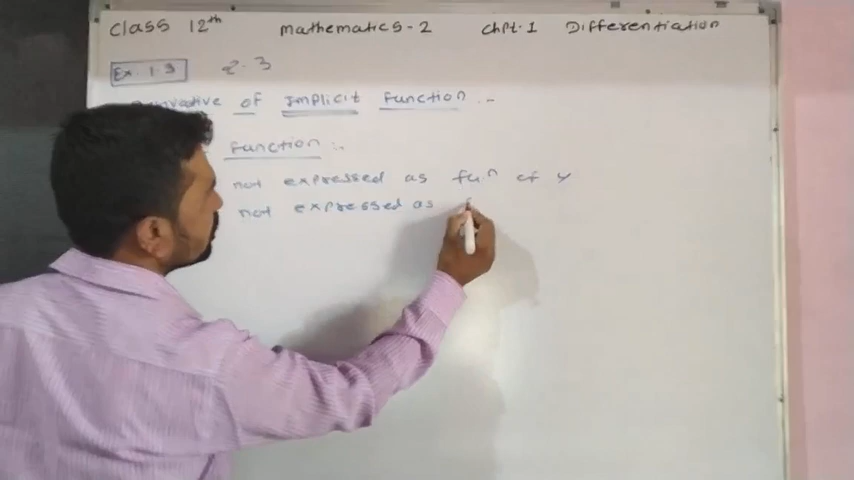 Class 12th Mathematics-2 Chpt.1 Differentiation
Ex. 1.3 2.3
of Implicit Function :-
Function :-
not expressed as fun of y
not expressed as f